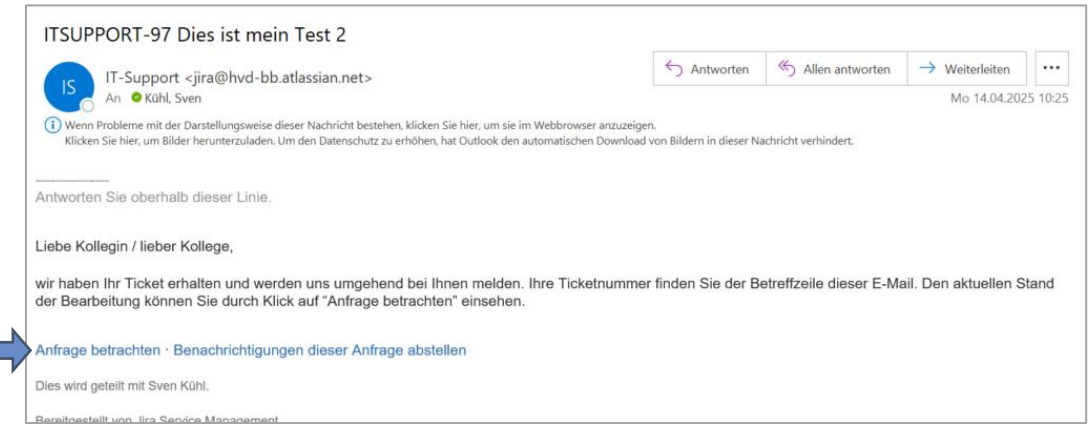 ITSUPPORT-97 Dies ist mein Test 2
IS
IT-Support <jira@hvd-bb.atlassian.net>
An Kühl, Sven
Antworten
Allen antworten
Weiterleiten
Mo 14.04.2025 10:25
Wenn Probleme mit der Darstellungsweise dieser Nachricht bestehen, klicken Sie hier, um sie im Webbrowser anzuzeigen.
Klicken Sie hier, um Bilder herunterzuladen. Um den Datenschutz zu erhöhen, hat Outlook den automatischen Download von Bildern in dieser Nachricht verhindert.
Antworten Sie oberhalb dieser Linie.
Liebe Kollegin / lieber Kollege,
wir haben Ihr Ticket erhalten und werden uns umgehend bei Ihnen melden. Ihre Ticketnummer finden Sie der Betreffzeile dieser E-Mail. Den aktuellen Stand
der Bearbeitung können Sie durch Klick auf “Anfrage betrachten” einsehen.
Anfrage betrachten · Benachrichtigungen dieser Anfrage abstellen
Dies wird geteilt mit Sven Kühl.
Bereitgestellt von Jira Service Management